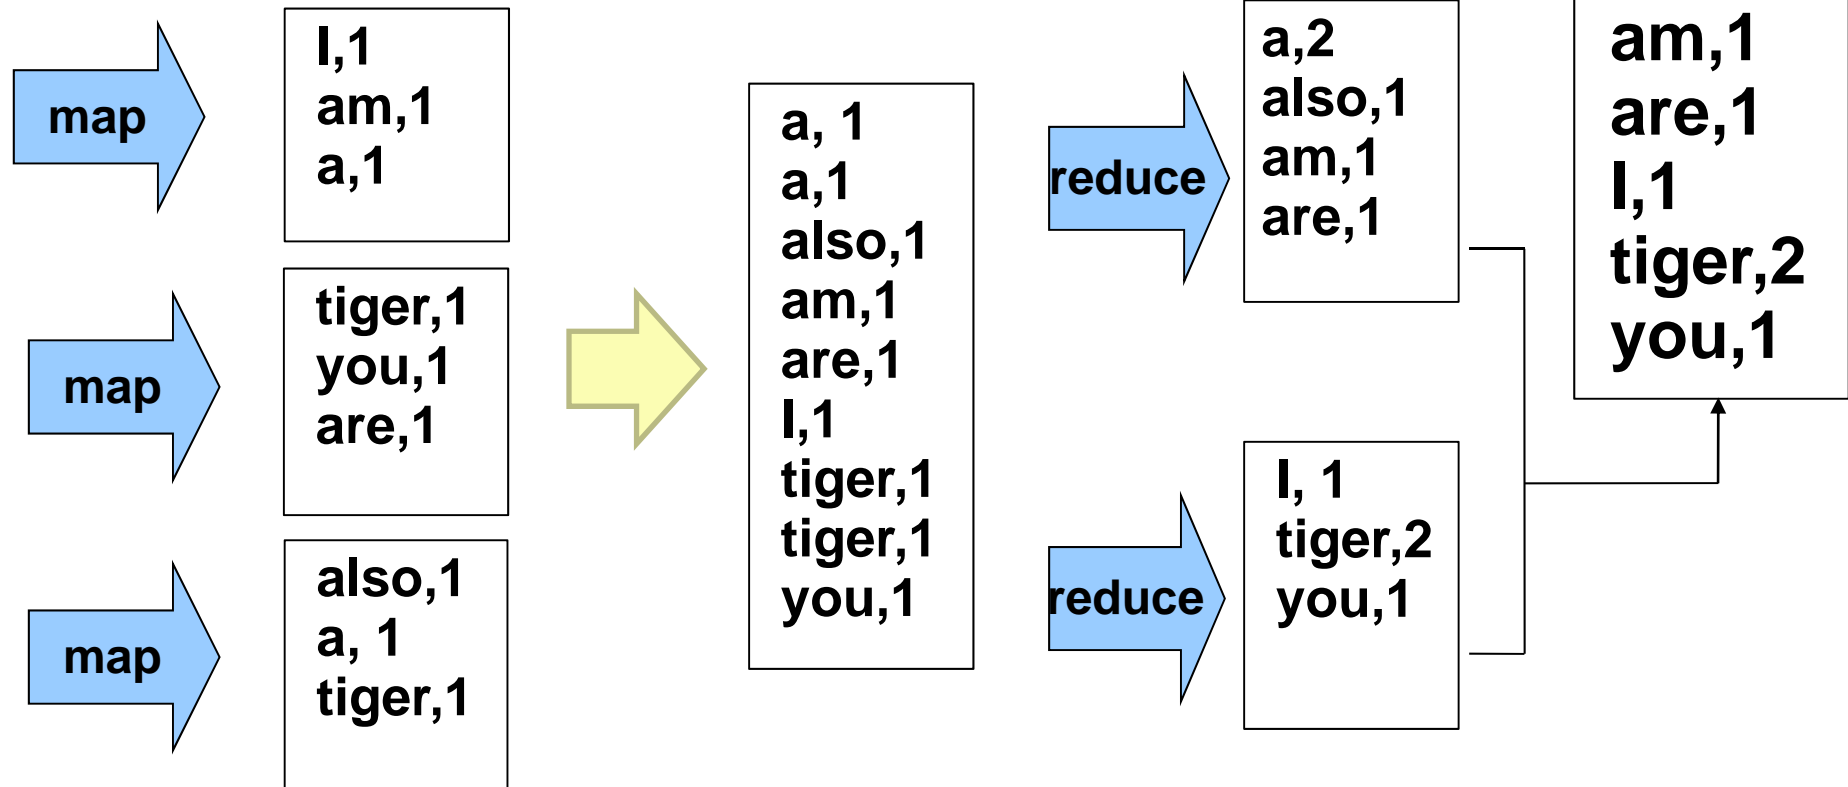 map
I,1
am,1
a,1
map
tiger,1
you,1
are,1
map
also,1
a, 1
tiger,1
a, 1
a,1
also,1
am,1
are,1
I,1
tiger,1
tiger,1
you,1
reduce
a,2
also,1
am,1
are,1
reduce
I, 1
tiger,2
you,1
am,1
are,1
I,1
tiger,2
you,1